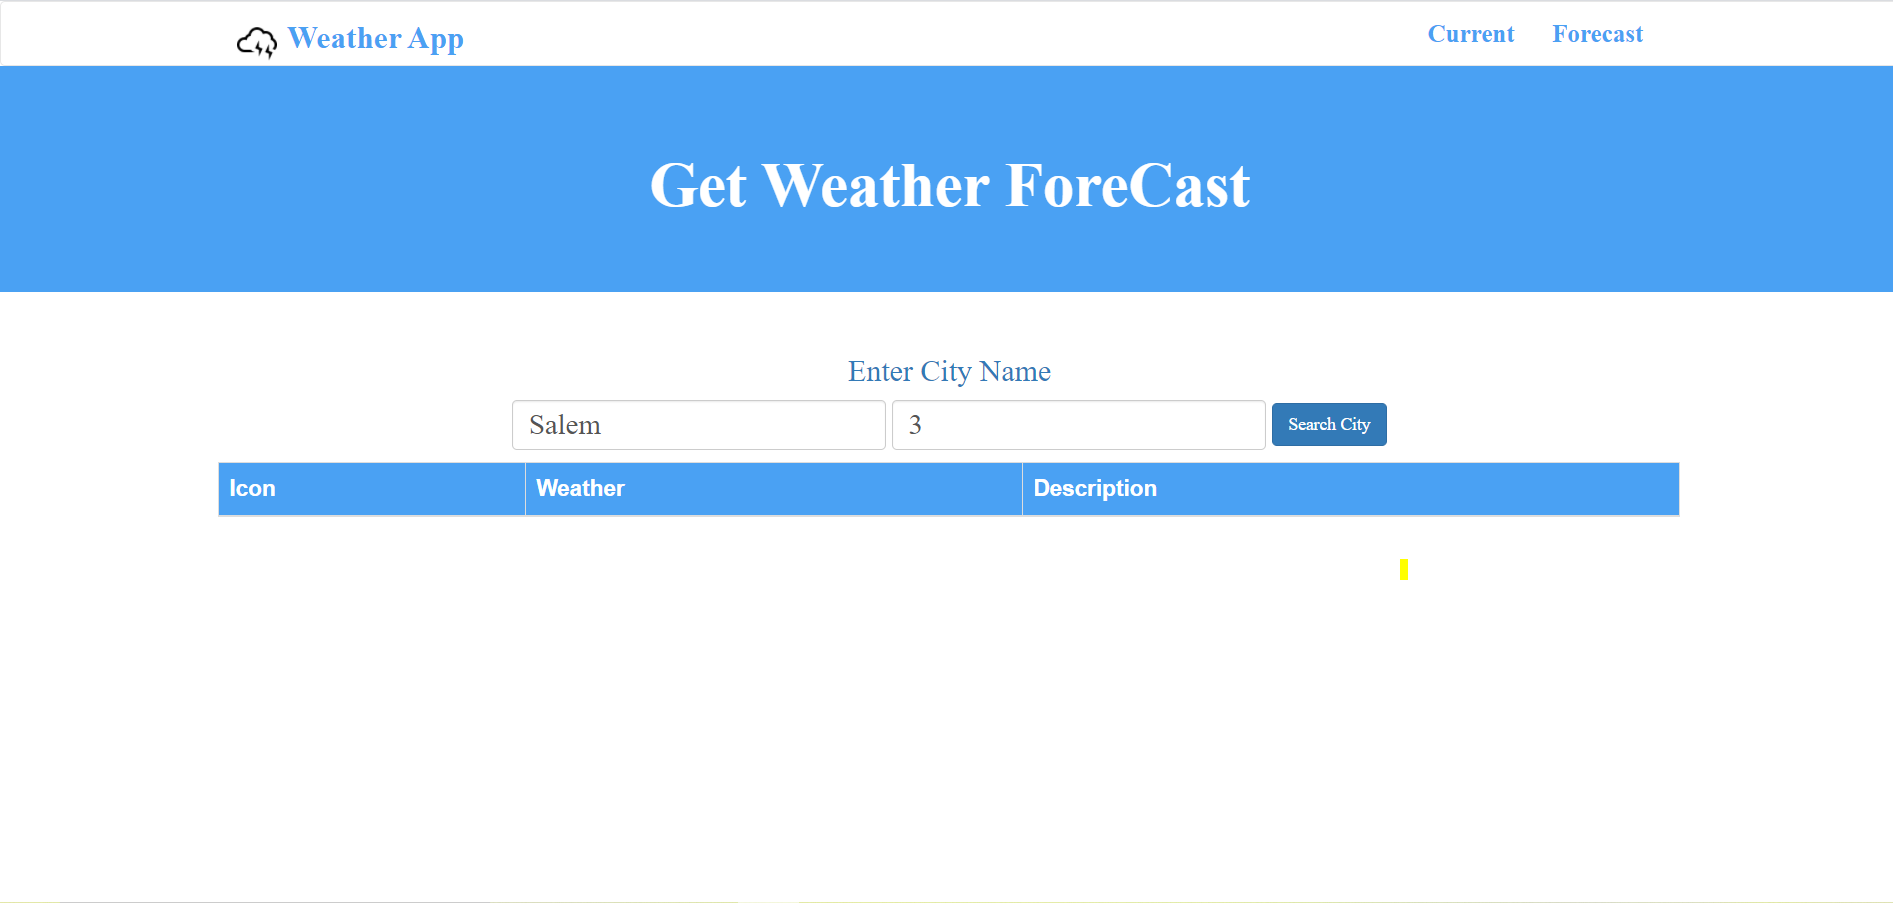 Weather App
Current Forecast
Get Weather ForeCast
Enter City Name
Salem 3 Search City
Icon Weather Description